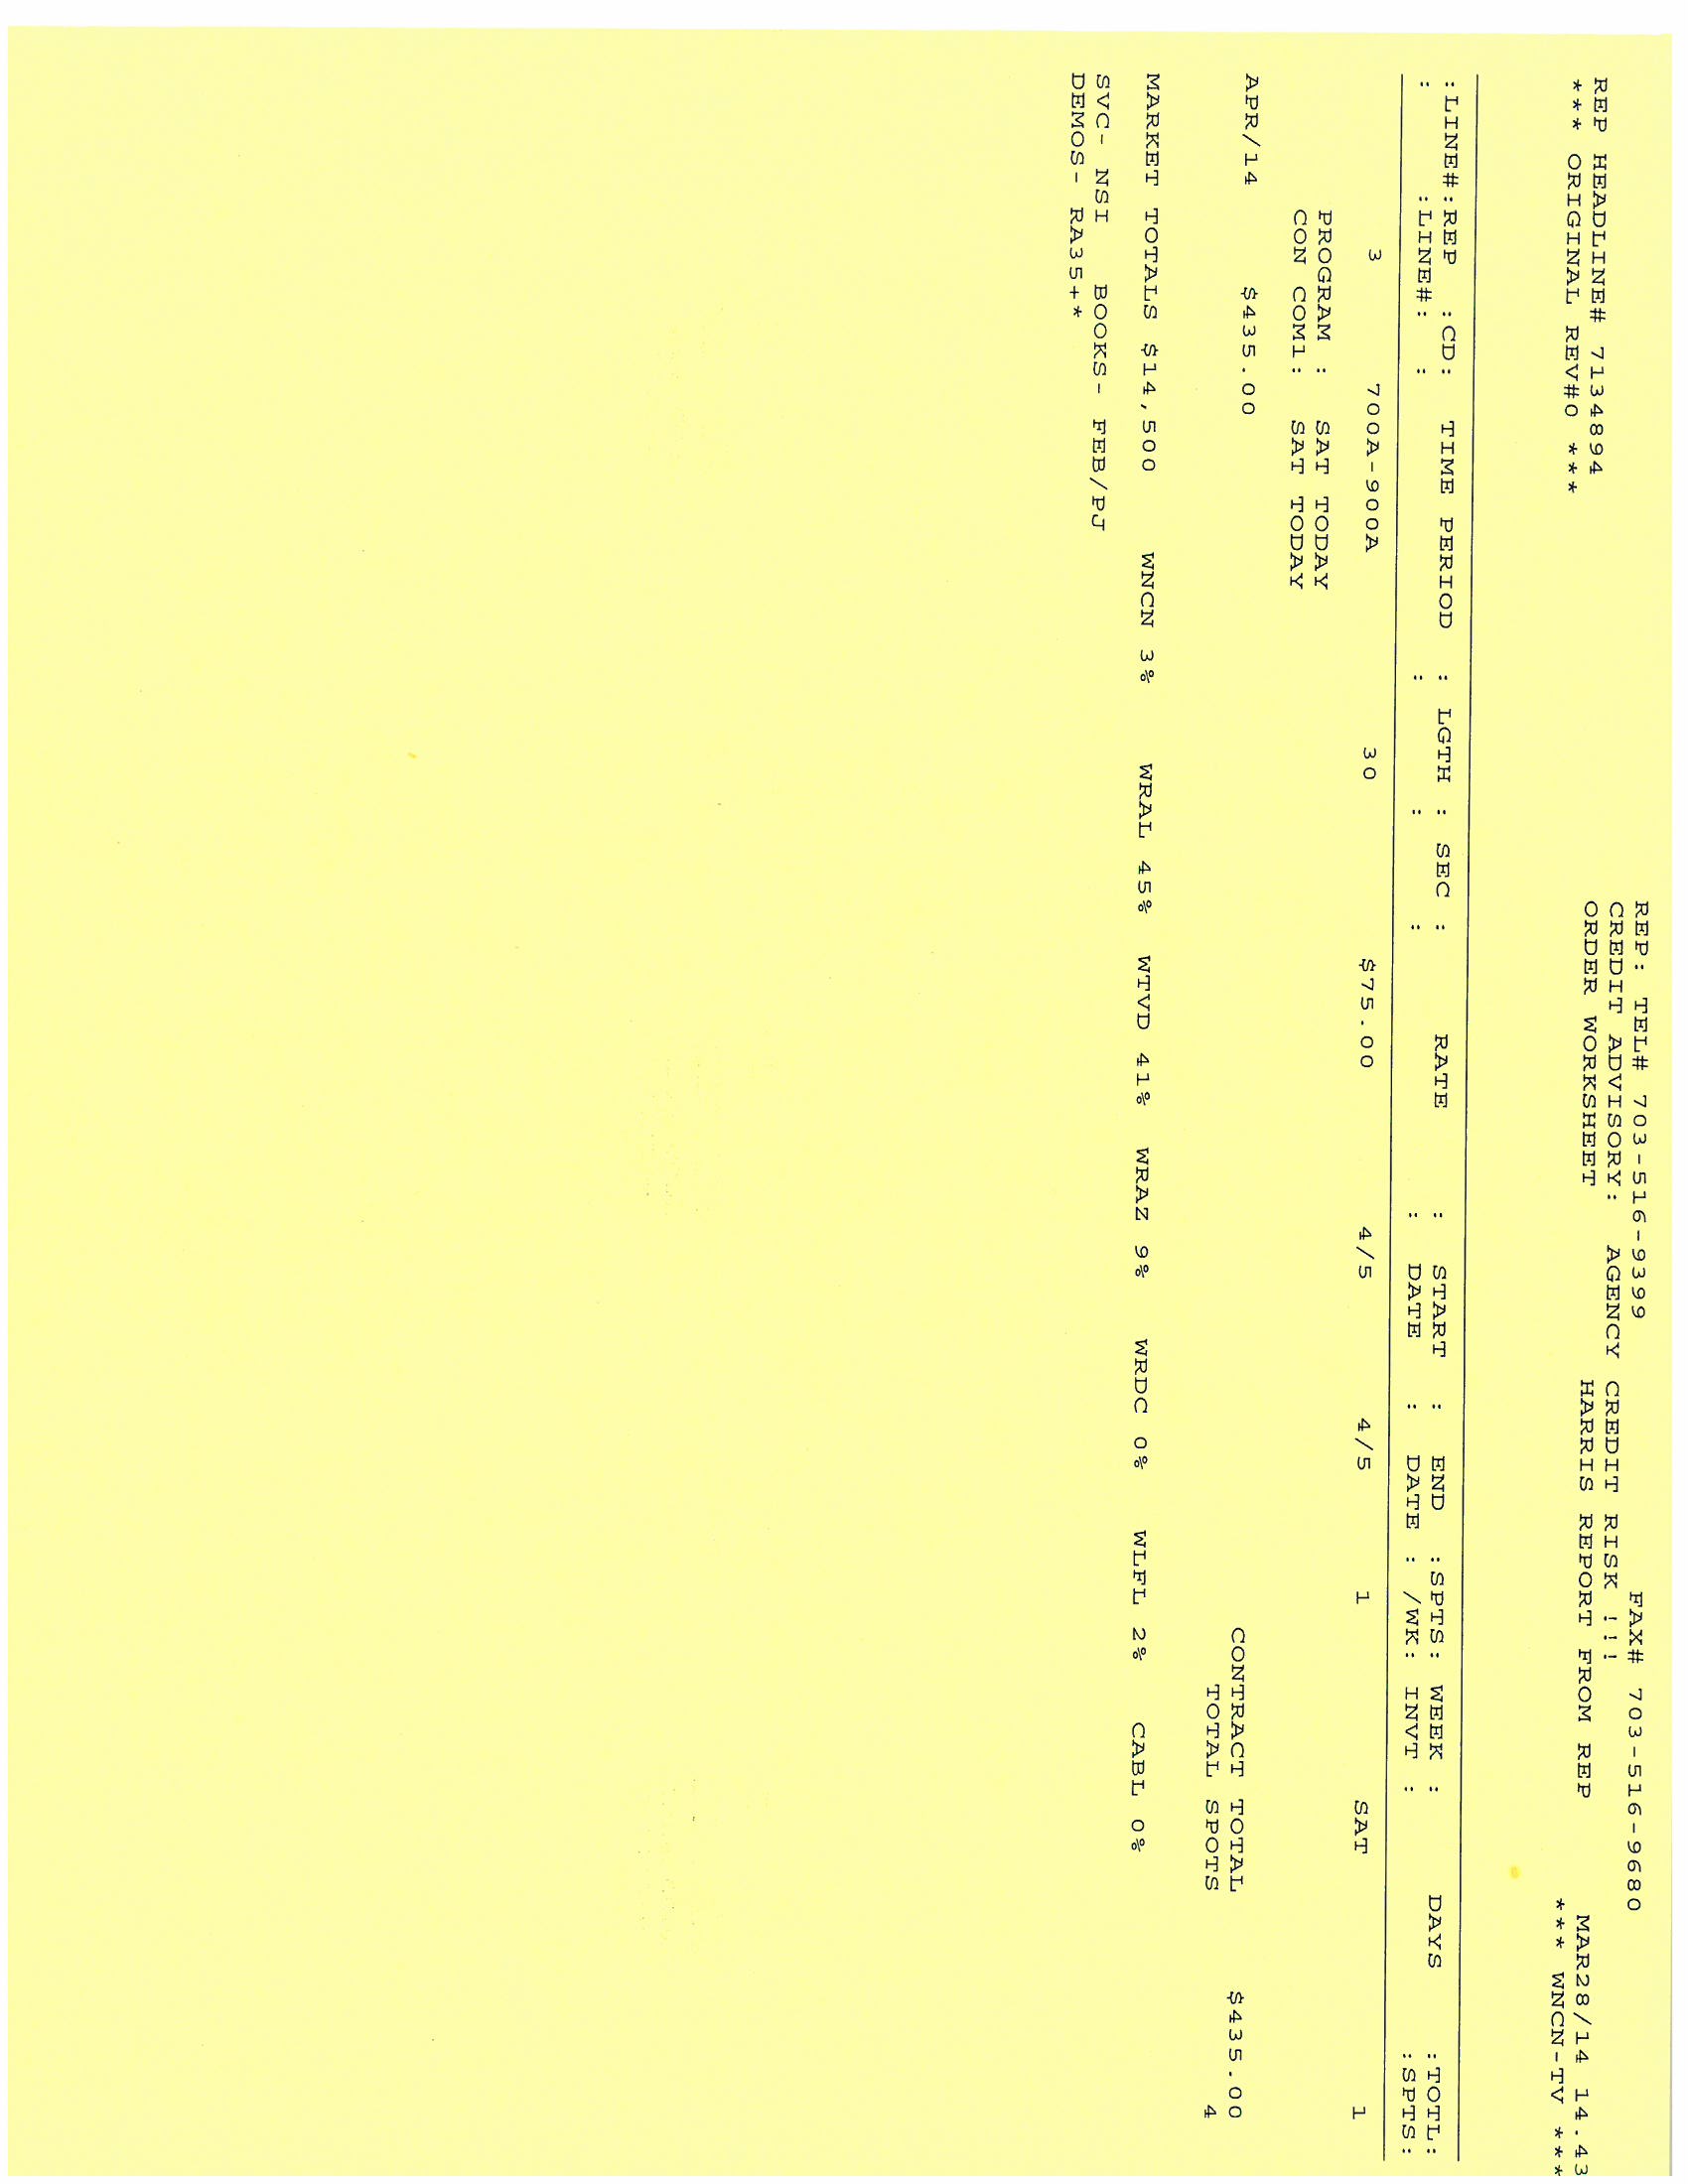 REP: TEL# 703-516-9399 FAX# 703-516-9680
CREDIT ADVISORY: AGENCY CREDIT RISK !!!
REP HEADLINE# 7134894 ORDER WORKSHEET HARRIS REPORT FROM REP MAR28/14 14.43
*** ORIGINAL REV#0 *** *** WNCN-TV ***
:LINE#:REP :CD: TIME PERIOD : LGTH : SEC : RATE : START : END :SPTS: WEEK : DAYS :TOTL:
: :LINE#: : : : : : DATE : DATE : /WK: INVT : :SPTS:
3 700A-900A 30 $75.00 4/5 4/5 1 SAT 1
PROGRAM : SAT TODAY
CON COM1: SAT TODAY
APR/14 $435.00 CONTRACT TOTAL $435.00
TOTAL SPOTS 4
MARKET TOTALS $14,500 WNCN 3% WRAL 45% WTVD 41% WRAZ 9% WRDC 0% WLFL 2% CABL 0%
SVC- NSI BOOKS- FEB/PJ
DEMOS- RA35+*